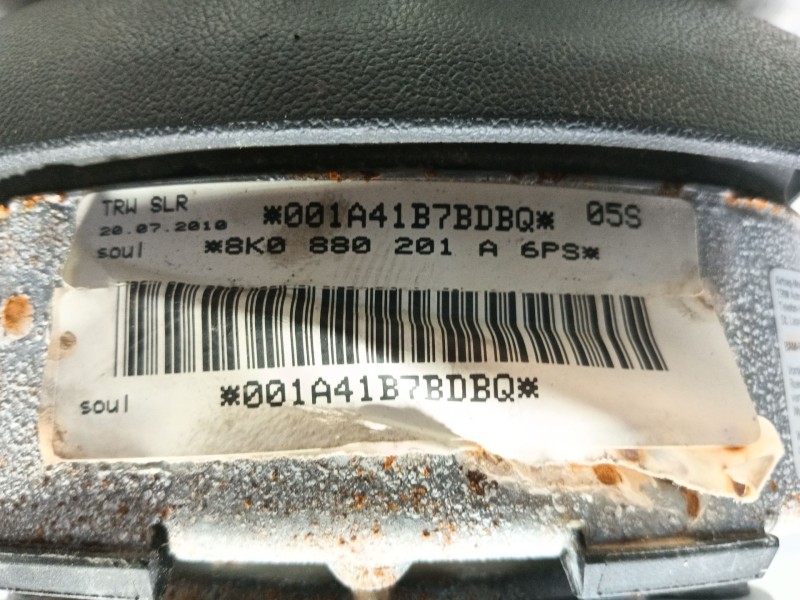 TRW SLR *001A41B7BDBQ* 05S
20.07.2010
soul *8K0 880 201 A 6PS*
soul *001A41B7BDBQ*